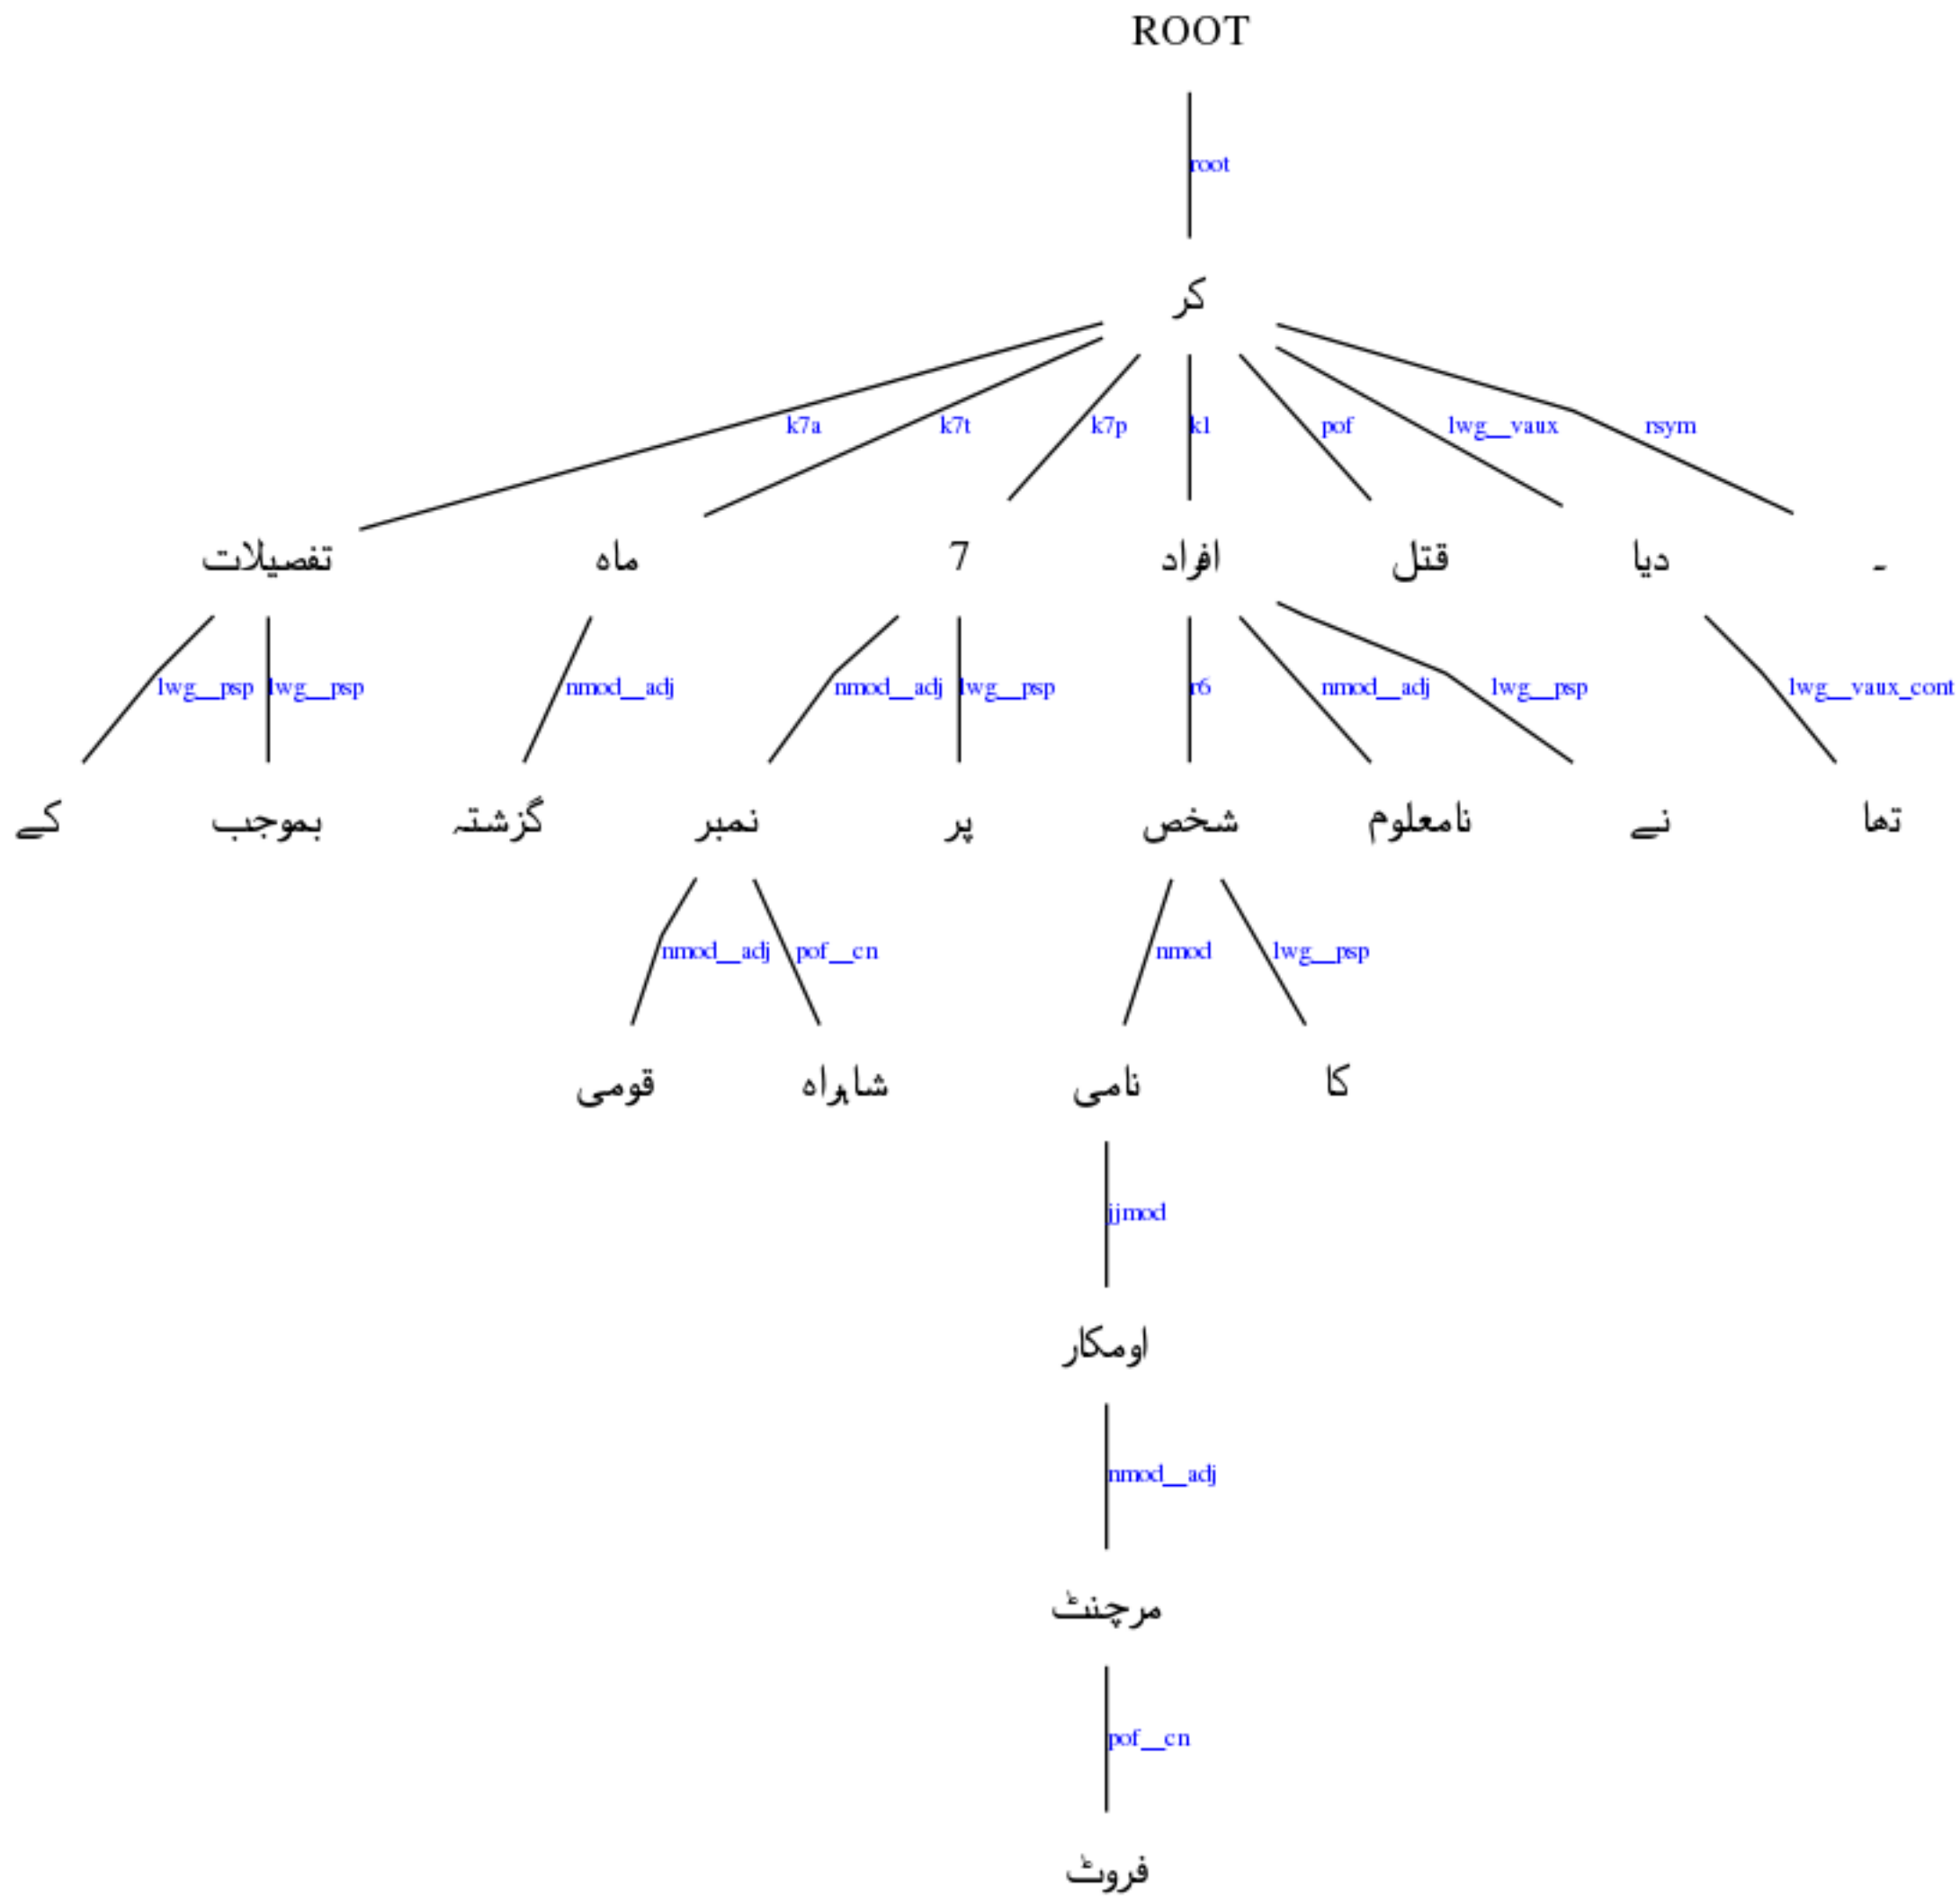 ROOT
root
کر
k7a k7t k7p k1 pof lwg__vaux rsym
تفصیلات ماہ 7 افراد قتل دیا ۔
lwg__psp lwg__psp nmod__adj nmod__adj lwg__psp r6 nmod__adj lwg__psp lwg__vaux_cont
کے بموجب گزشتہ نمبر پر شخص نامعلوم نے تھا
nmod__adj pof__cn nmod lwg__psp
قومی شاہراہ نامی کا
jjmod
اومکار
nmod__adj
مرچنٹ
pof__cn
فروٹ